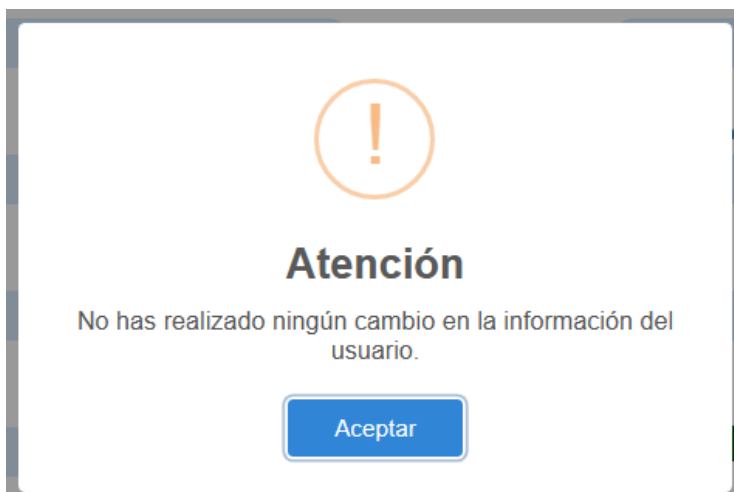 Atención
No has realizado ningún cambio en la información del
usuario.
Aceptar